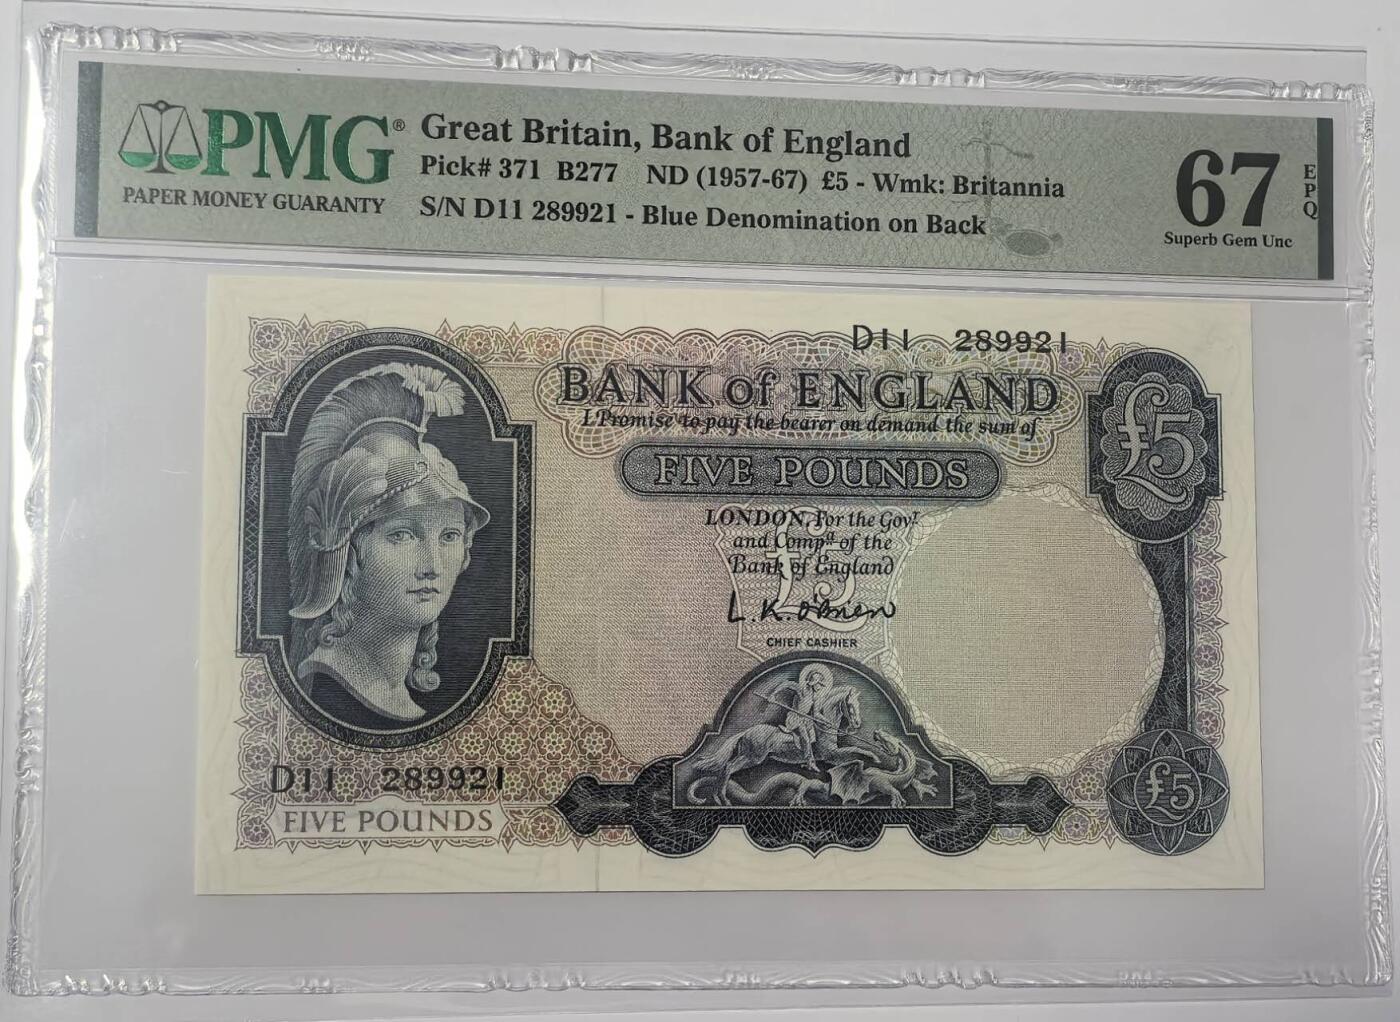 PMG®
PAPER MONEY GUARANTY
Great Britain, Bank of England
Pick# 371 B277 ND (1957-67) £5 - Wmk: Britannia
S/N D11 289921 - Blue Denomination on Back
67
EPQ
Superb Gem Unc
D11 289921
BANK of ENGLAND
I Promise to pay the bearer on demand the sum of
FIVE POUNDS
£5
LONDON, For the Govr
and Compa of the
Bank of England
£5
L.K. O'Brien
CHIEF CASHIER
D11 289921
FIVE POUNDS
£5